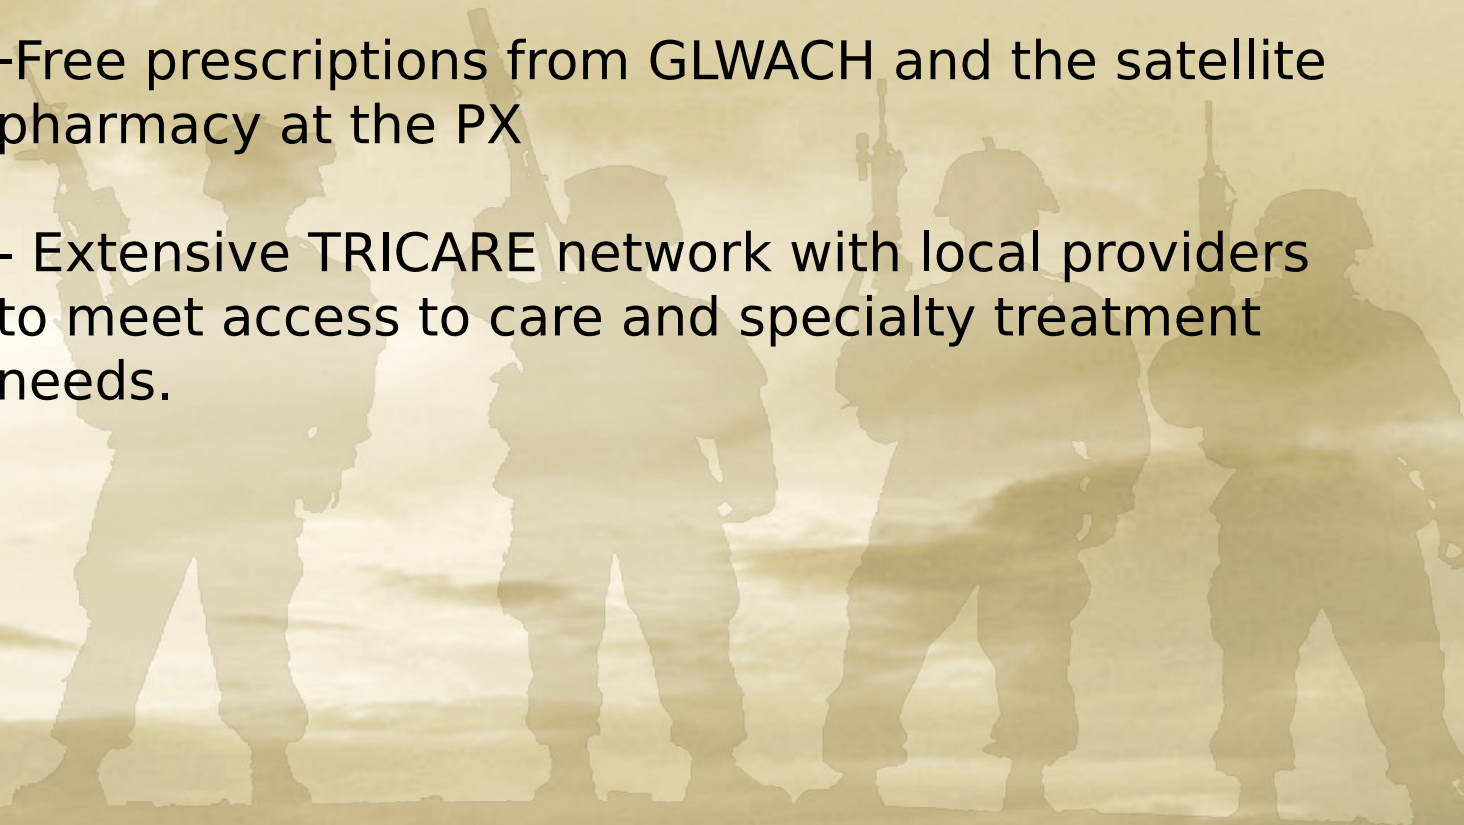 -Free prescriptions from GLWACH and the satellite
pharmacy at the PX
- Extensive TRICARE network with local providers
to meet access to care and specialty treatment
needs.